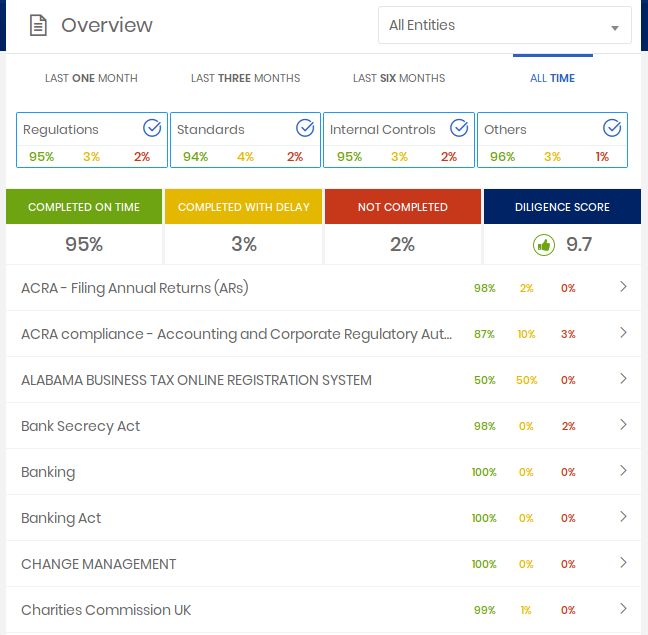 Overview
All Entities
LAST ONE MONTH LAST THREE MONTHS LAST SIX MONTHS ALL TIME
Regulations Standards Internal Controls Others
95% 3% 2% 94% 4% 2% 95% 3% 2% 96% 3% 1%
COMPLETED ON TIME COMPLETED WITH DELAY NOT COMPLETED DILIGENCE SCORE
95% 3% 2% 9.7
ACRA - Filing Annual Returns (ARs) 98% 2% 0%
ACRA compliance - Accounting and Corporate Regulatory Aut... 87% 10% 3%
ALABAMA BUSINESS TAX ONLINE REGISTRATION SYSTEM 50% 50% 0%
Bank Secrecy Act 98% 0% 2%
Banking 100% 0% 0%
Banking Act 100% 0% 0%
CHANGE MANAGEMENT 100% 0% 0%
Charities Commission UK 99% 1% 0%